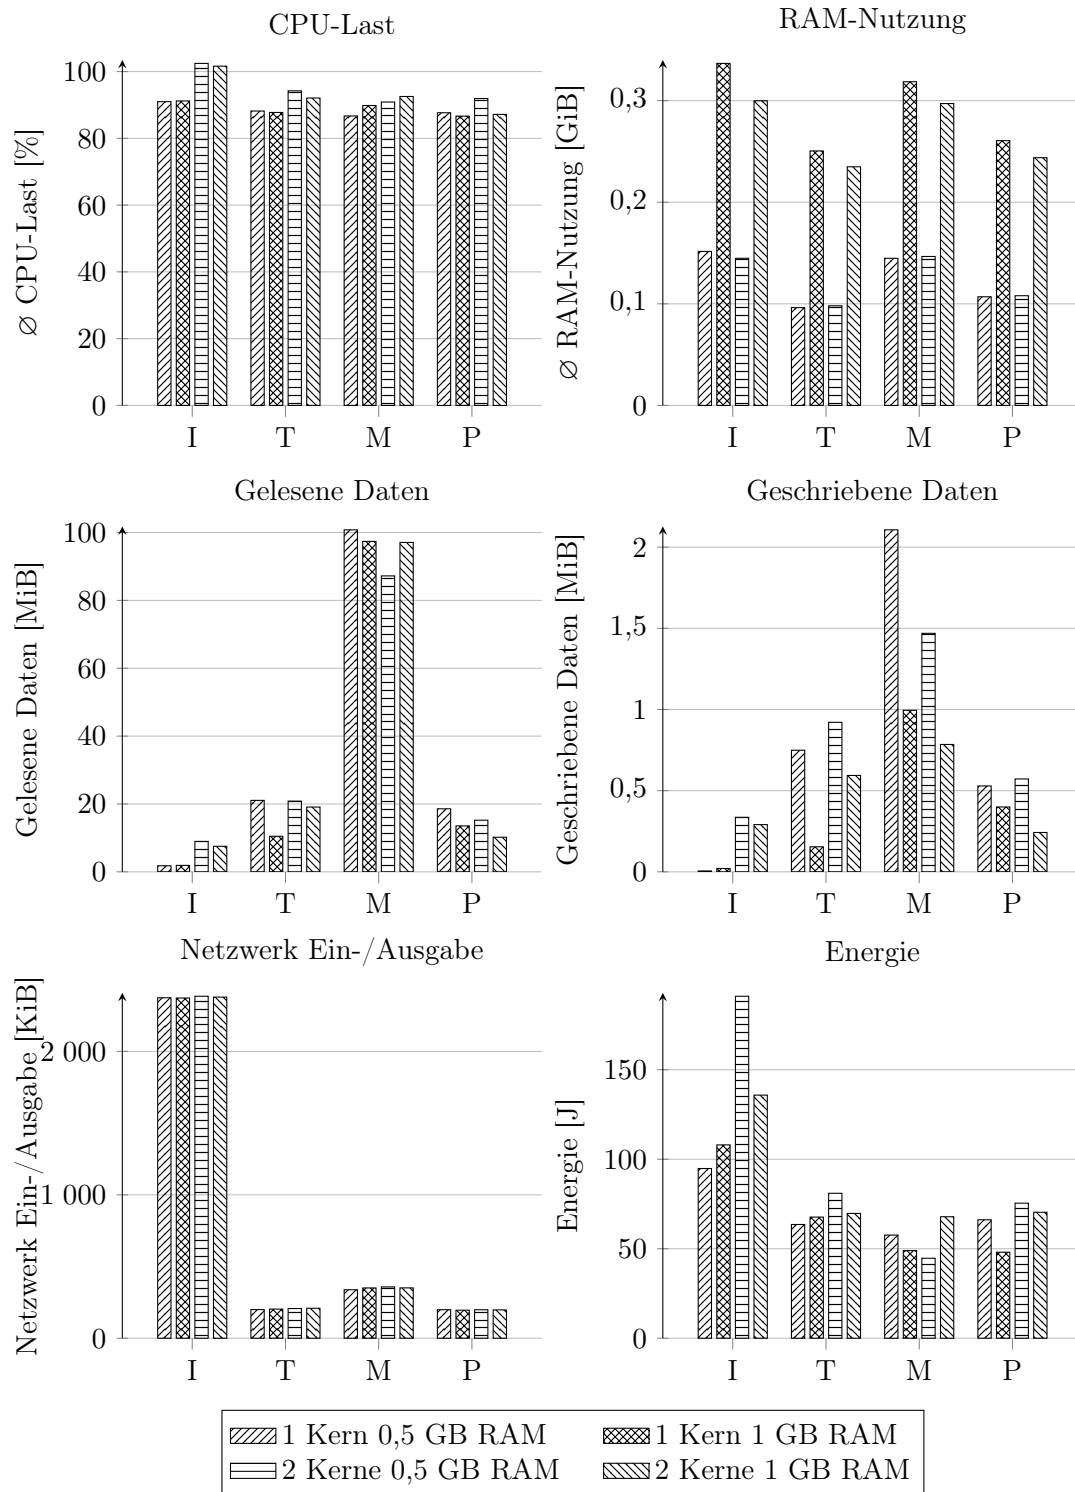 CPU-Last
∅ CPU-Last [%]
100
80
60
40
20
0
I T M P
RAM-Nutzung
∅ RAM-Nutzung [GiB]
0,3
0,2
0,1
0
I T M P
Gelesene Daten
Gelesene Daten [MiB]
100
80
60
40
20
0
I T M P
Geschriebene Daten
Geschriebene Daten [MiB]
2
1,5
1
0,5
0
I T M P
Netzwerk Ein-/Ausgabe
Netzwerk Ein-/Ausgabe [KiB]
2 000
1 000
0
I T M P
Energie
Energie [J]
150
100
50
0
I T M P
1 Kern 0,5 GB RAM
1 Kern 1 GB RAM
2 Kerne 0,5 GB RAM
2 Kerne 1 GB RAM